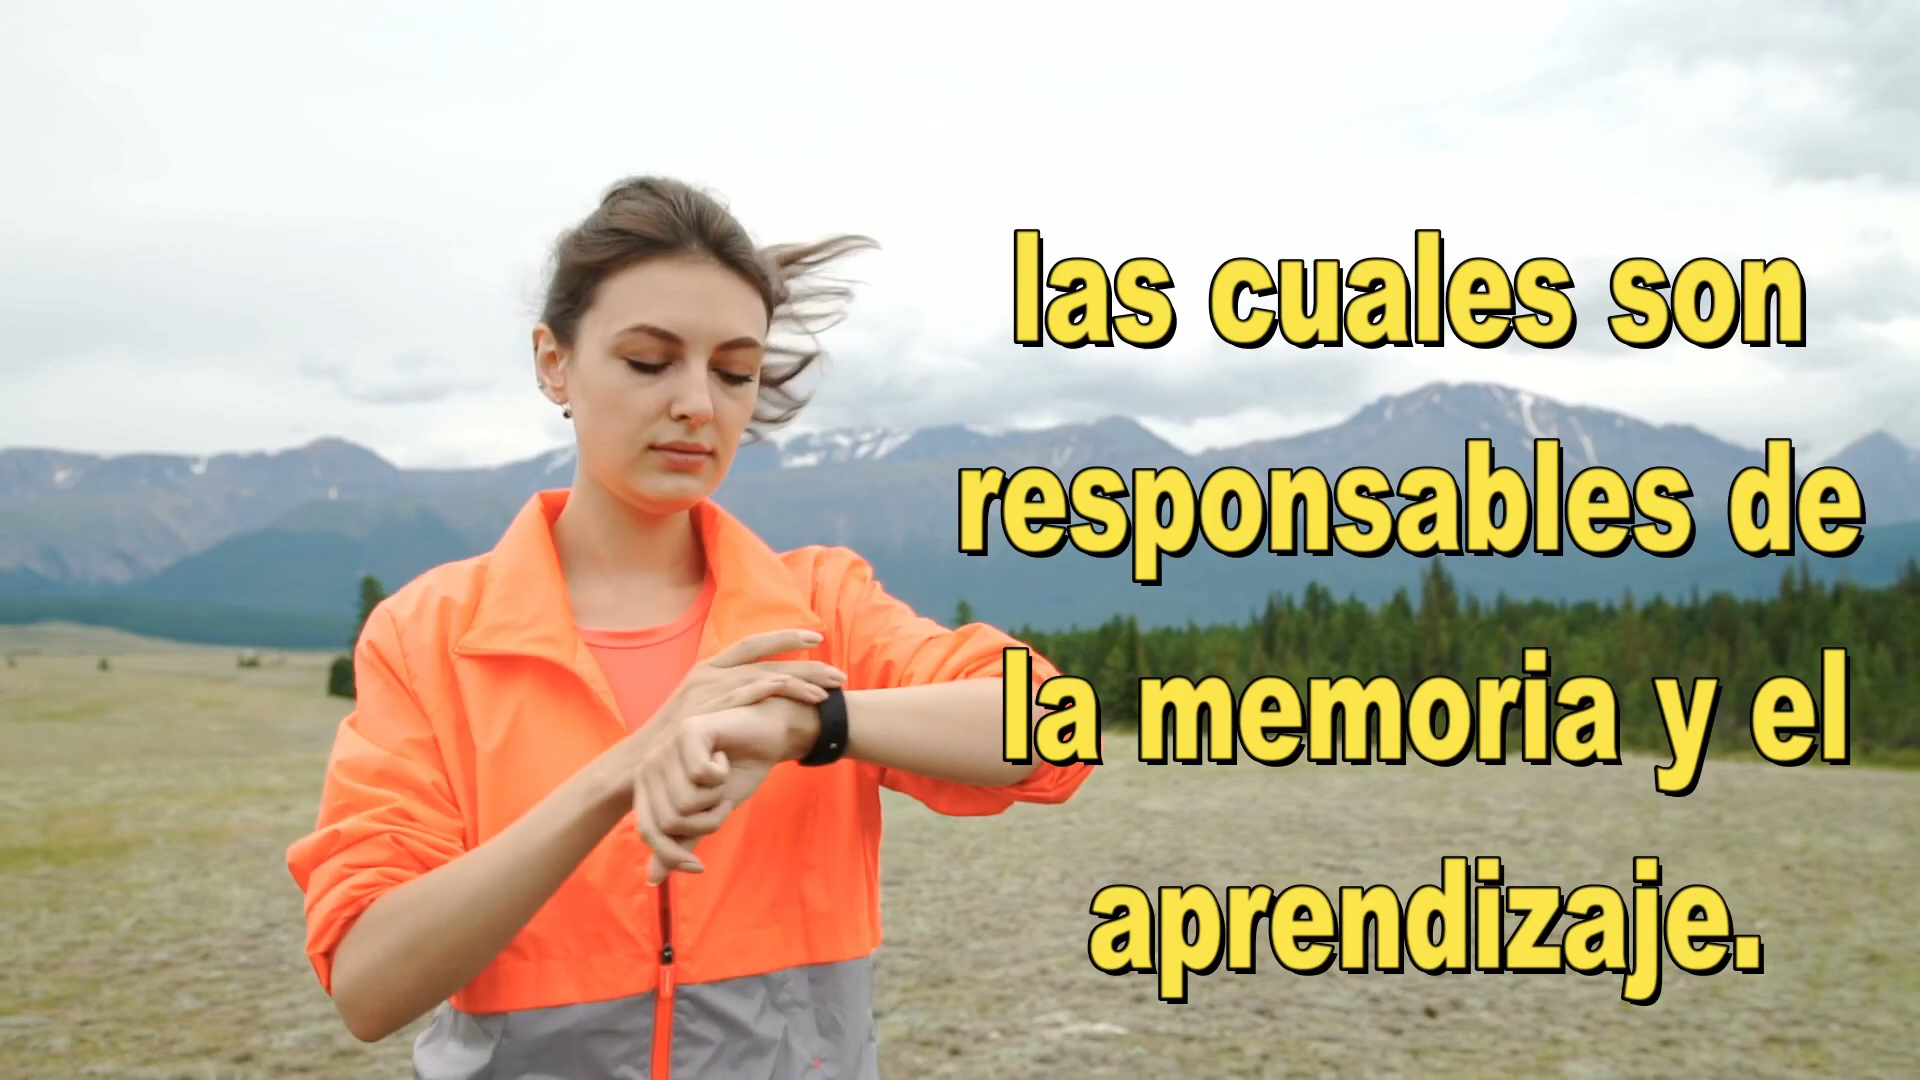 las cuales son
responsables de
la memoria y el
aprendizaje.